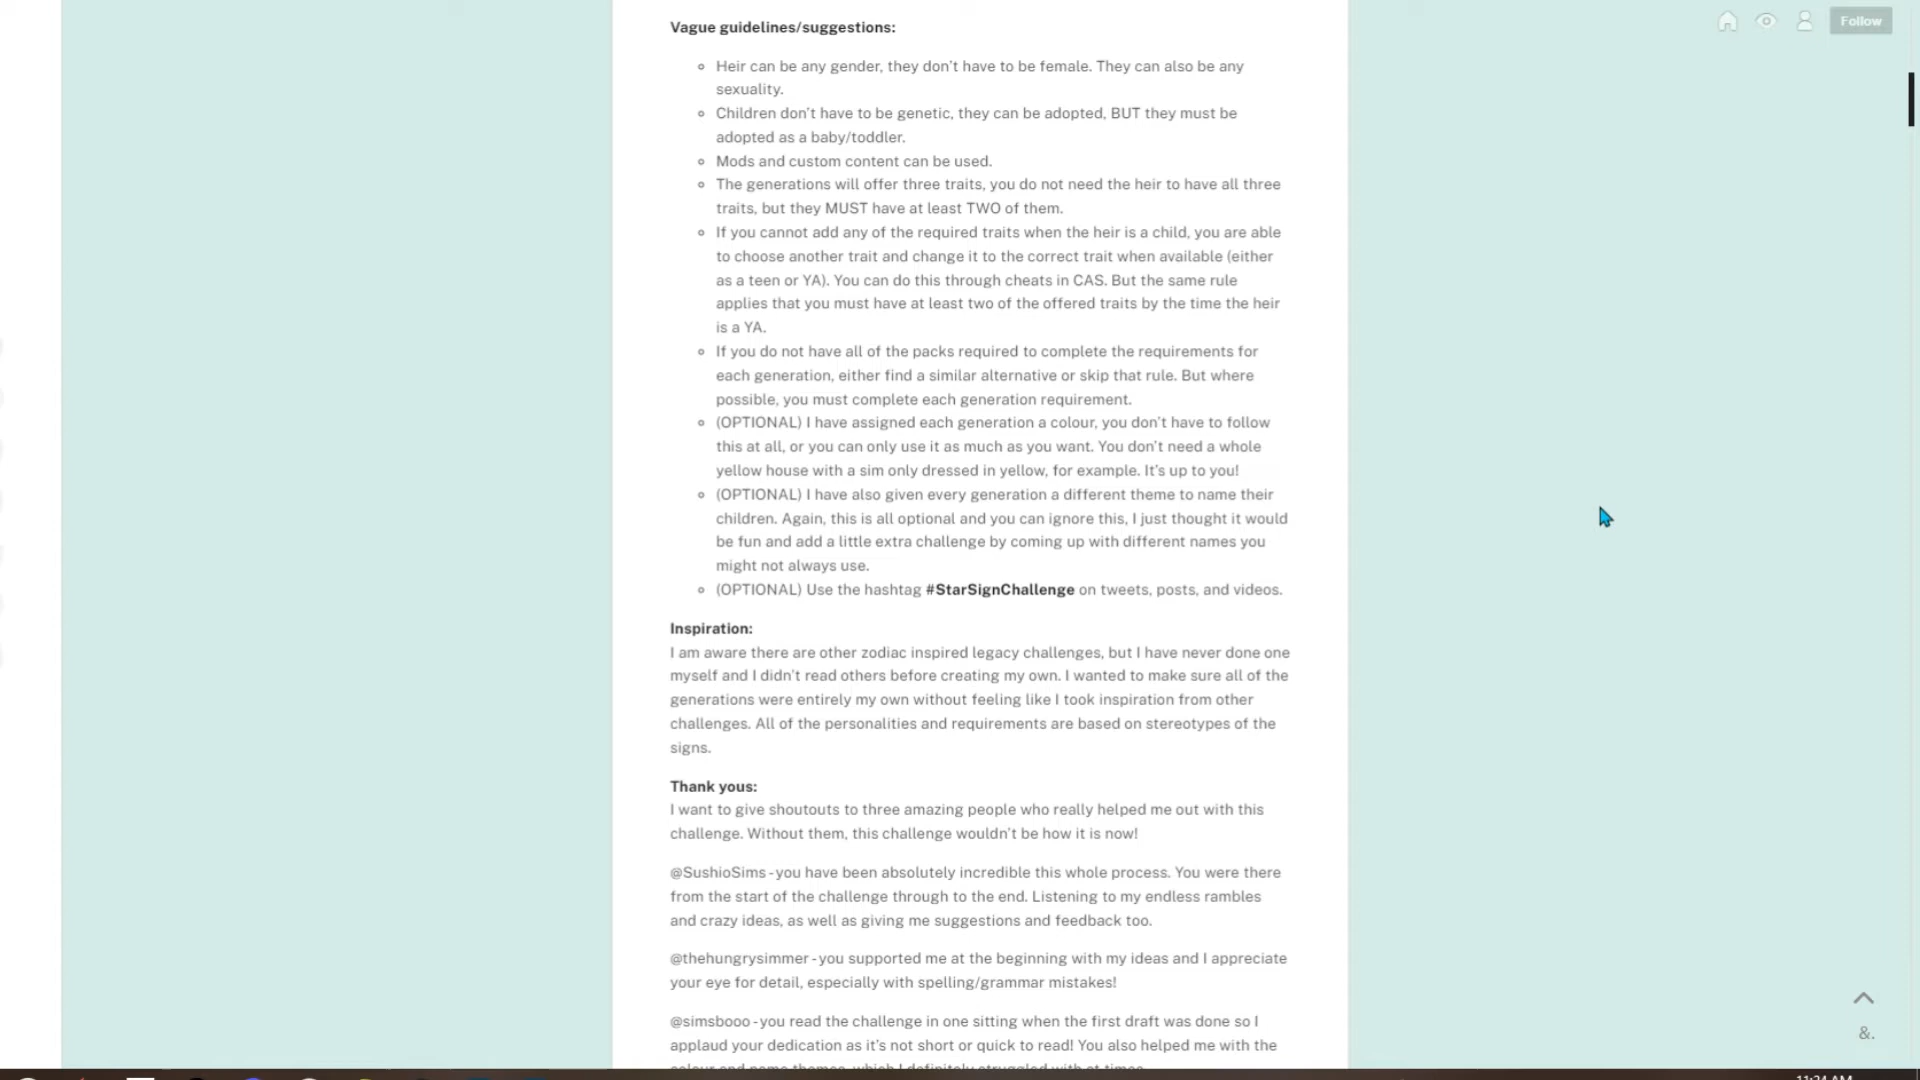 Follow
Vague guidelines/suggestions:
Heir can be any gender, they don't have to be female. They can also be any
sexuality.
Children don't have to be genetic, they can be adopted, BUT they must be
adopted as a baby/toddler.
Mods and custom content can be used.
The generations will offer three traits, you do not need the heir to have all three
traits, but they MUST have at least TWO of them.
If you cannot add any of the required traits when the heir is a child, you are able
to choose another trait and change it to the correct trait when available (either
as a teen or YA). You can do this through cheats in CAS. But the same rule
applies that you must have at least two of the offered traits by the time the heir
is a YA.
If you do not have all of the packs required to complete the requirements for
each generation, either find a similar alternative or skip that rule. But where
possible, you must complete each generation requirement.
(OPTIONAL) I have assigned each generation a colour, you don't have to follow
this at all, or you can only use it as much as you want. You don't need a whole
yellow house with a sim only dressed in yellow, for example. It's up to you!
(OPTIONAL) I have also given every generation a different theme to name their
children. Again, this is all optional and you can ignore this, I just thought it would
be fun and add a little extra challenge by coming up with different names you
might not always use.
(OPTIONAL) Use the hashtag #StarSignChallenge on tweets, posts, and videos.
Inspiration:
I am aware there are other zodiac inspired legacy challenges, but I have never done one
myself and I didn't read others before creating my own. I wanted to make sure all of the
generations were entirely my own without feeling like I took inspiration from other
challenges. All of the personalities and requirements are based on stereotypes of the
signs.
Thank yous:
I want to give shoutouts to three amazing people who really helped me out with this
challenge. Without them, this challenge wouldn't be how it is now!
@SushioSims - you have been absolutely incredible this whole process. You were there
from the start of the challenge through to the end. Listening to my endless rambles
and crazy ideas, as well as giving me suggestions and feedback too.
@thehungrysimmer - you supported me at the beginning with my ideas and I appreciate
your eye for detail, especially with spelling/grammar mistakes!
@simsbooo - you read the challenge in one sitting when the first draft was done so I
applaud your dedication as it's not short or quick to read! You also helped me with the
colour and name themes, which I definitely struggled with at times.
&.
11:24 AM